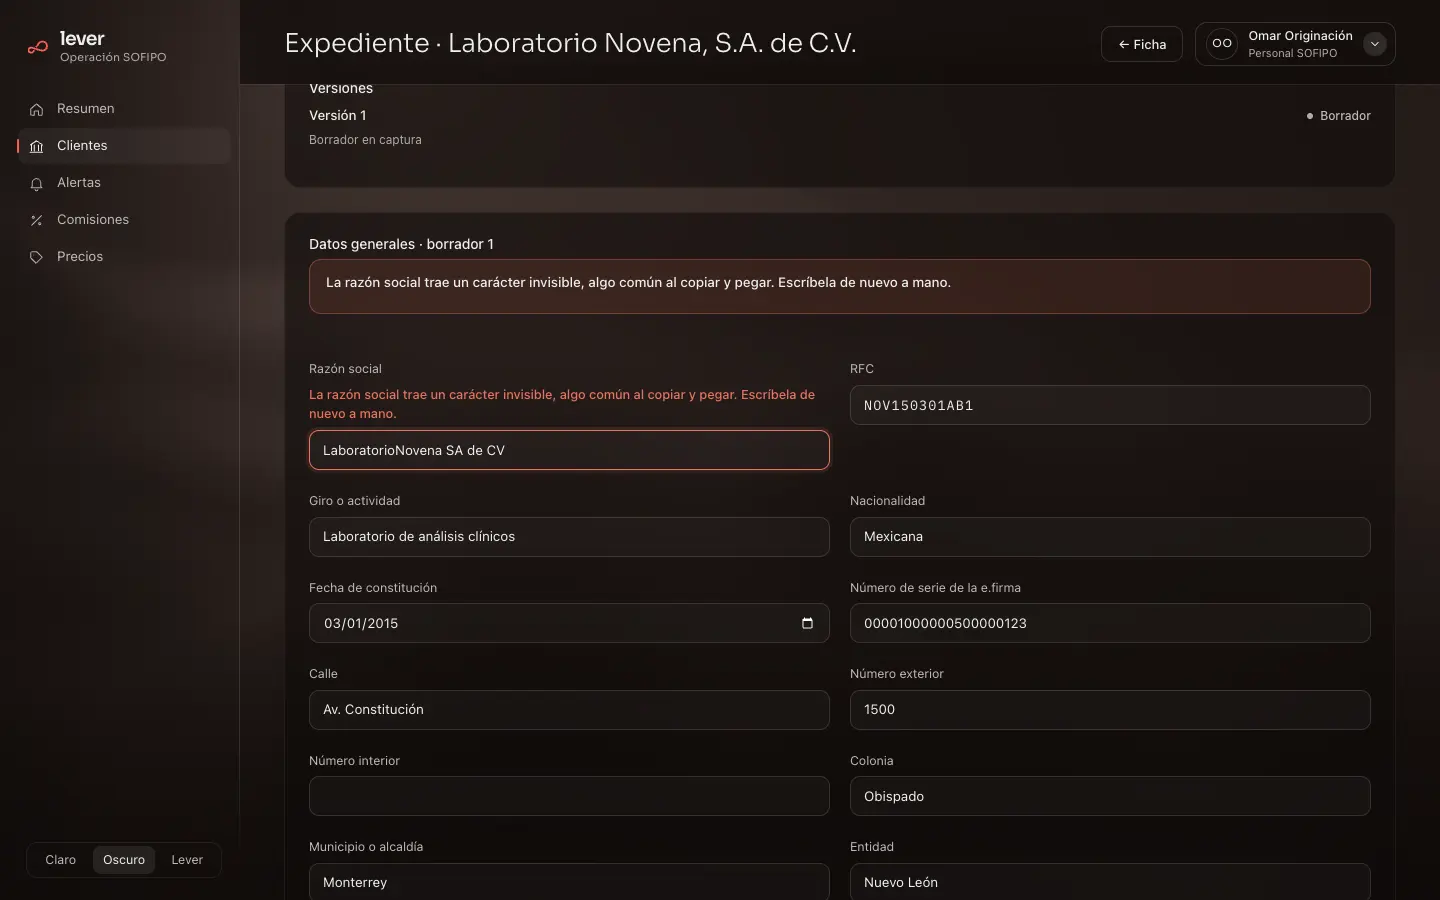 lever
Operación SOFIPO
Resumen
Clientes
Alertas
Comisiones
Precios
Claro
Oscuro
Lever
Expediente · Laboratorio Novena, S.A. de C.V.
← Ficha
OO
Omar Originación
Personal SOFIPO
Versiones
Versión 1
Borrador
Borrador en captura
Datos generales · borrador 1
La razón social trae un carácter invisible, algo común al copiar y pegar. Escríbela de nuevo a mano.
Razón social
La razón social trae un carácter invisible, algo común al copiar y pegar. Escríbela de
nuevo a mano.
LaboratorioNovena SA de CV
RFC
NOV150301AB1
Giro o actividad
Laboratorio de análisis clínicos
Nacionalidad
Mexicana
Fecha de constitución
03/01/2015
Número de serie de la e.firma
00001000000500000123
Calle
Av. Constitución
Número exterior
1500
Número interior
Colonia
Obispado
Municipio o alcaldía
Monterrey
Entidad
Nuevo León